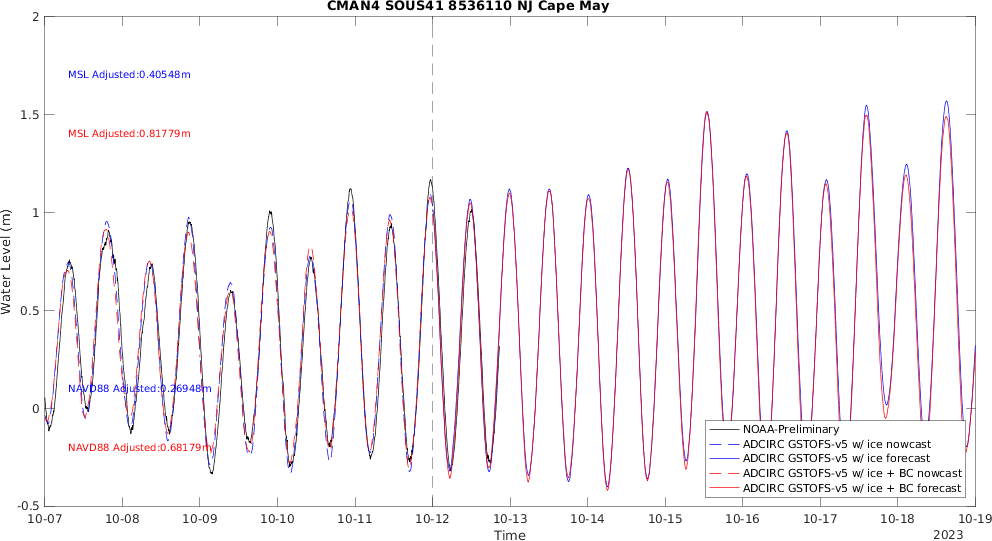 CMAN4 SOUS41 8536110 NJ Cape May
2
1.5
1
0.5
0
-0.5
Water Level (m)
MSL Adjusted:0.40548m
MSL Adjusted:0.81779m
NAVD88 Adjusted:0.26948m
NAVD88 Adjusted:0.68179m
NOAA-Preliminary
ADCIRC GSTOFS-v5 w/ ice nowcast
ADCIRC GSTOFS-v5 w/ ice forecast
ADCIRC GSTOFS-v5 w/ ice + BC nowcast
ADCIRC GSTOFS-v5 w/ ice + BC forecast
10-07 10-08 10-09 10-10 10-11 10-12 10-13 10-14 10-15 10-16 10-17 10-18 10-19
Time
2023